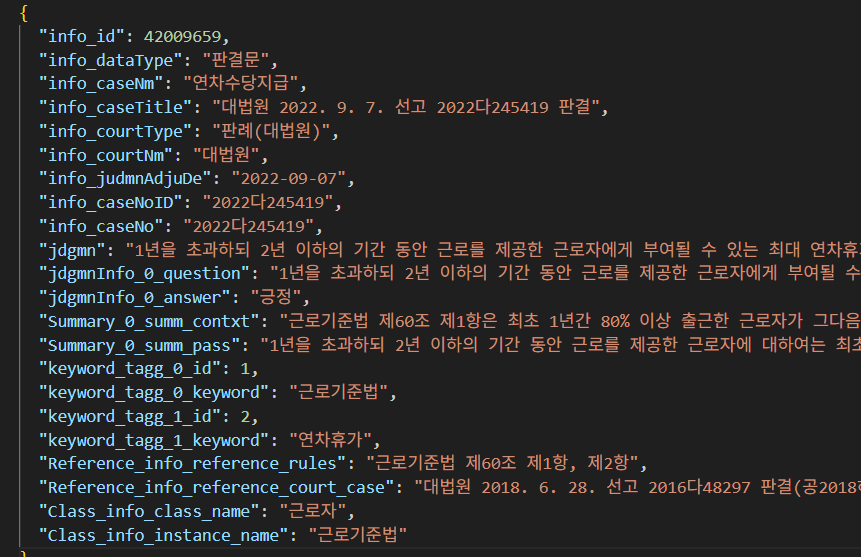 {
"info_id": 42009659,
"info_dataType": "판결문",
"info_caseNm": "연차수당지급",
"info_caseTitle": "대법원 2022. 9. 7. 선고 2022다245419 판결",
"info_courtType": "판례(대법원)",
"info_courtNm": "대법원",
"info_judmnAdjuDe": "2022-09-07",
"info_caseNoID": "2022다245419",
"info_caseNo": "2022다245419",
"jdgmn": "1년을 초과하되 2년 이하의 기간 동안 근로를 제공한 근로자에게 부여될 수 있는 최대 연차휴
"jdgmnInfo_0_question": "1년을 초과하되 2년 이하의 기간 동안 근로를 제공한 근로자에게 부여될 수
"jdgmnInfo_0_answer": "긍정",
"Summary_0_summ_contxt": "근로기준법 제60조 제1항은 최초 1년간 80% 이상 출근한 근로자가 그다음
"Summary_0_summ_pass": "1년을 초과하되 2년 이하의 기간 동안 근로를 제공한 근로자에 대하여는 최초
"keyword_tagg_0_id": 1,
"keyword_tagg_0_keyword": "근로기준법",
"keyword_tagg_1_id": 2,
"keyword_tagg_1_keyword": "연차휴가",
"Reference_info_reference_rules": "근로기준법 제60조 제1항, 제2항",
"Reference_info_reference_court_case": "대법원 2018. 6. 28. 선고 2016다48297 판결(공2018
"Class_info_class_name": "근로자",
"Class_info_instance_name": "근로기준법"